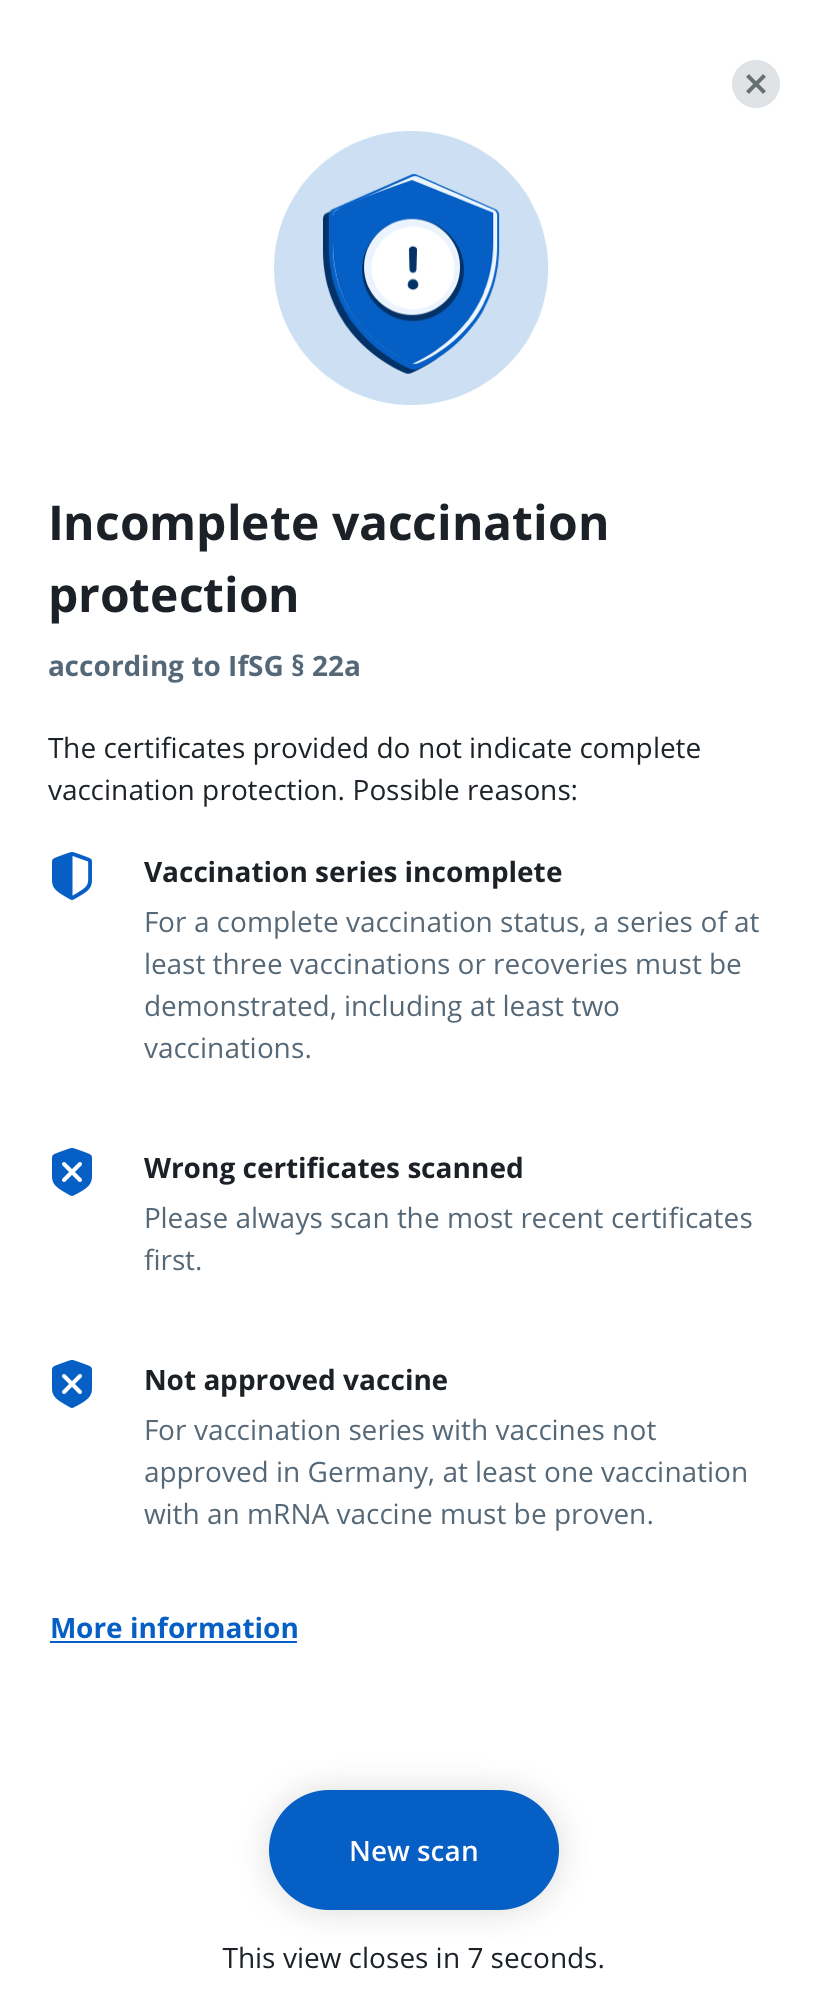 Incomplete vaccination
protection
according to IfSG § 22a
The certificates provided do not indicate complete
vaccination protection. Possible reasons:
Vaccination series incomplete
For a complete vaccination status, a series of at
least three vaccinations or recoveries must be
demonstrated, including at least two
vaccinations.
Wrong certificates scanned
Please always scan the most recent certificates
first.
Not approved vaccine
For vaccination series with vaccines not
approved in Germany, at least one vaccination
with an mRNA vaccine must be proven.
More information
New scan
This view closes in 7 seconds.